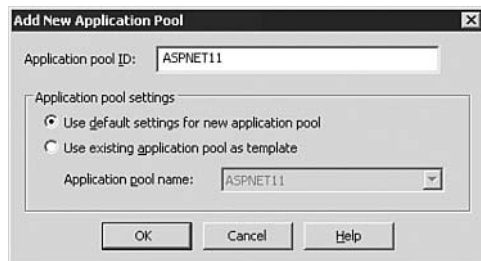 Add New Application Pool
Application pool ID: ASPNET11
Application pool settings
Use default settings for new application pool
Use existing application pool as template
Application pool name: ASPNET11
OK Cancel Help